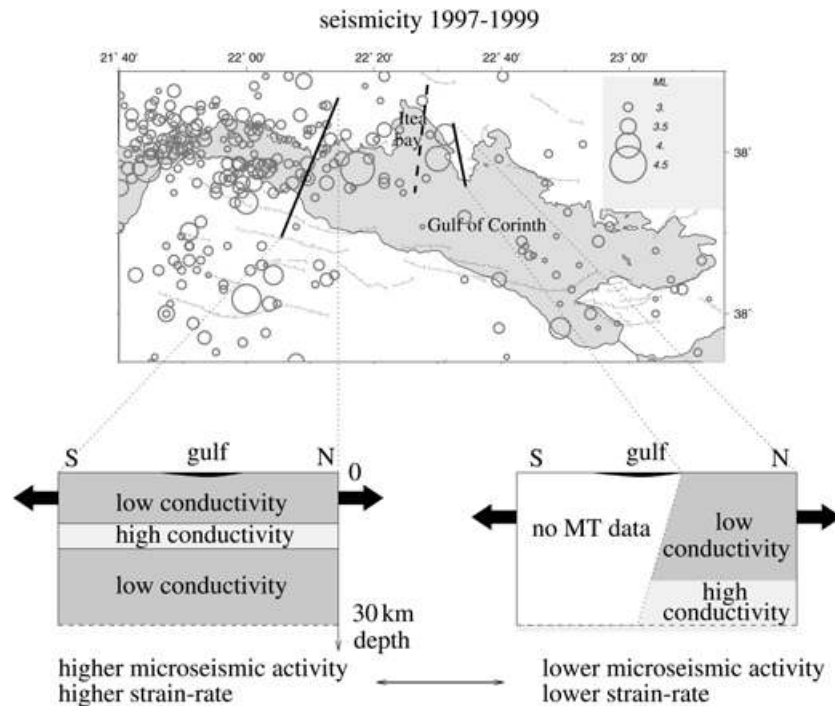 seismicity 1997-1999
21° 40' 22° 00' 22° 20' 22° 40' 23° 00'
ML
3.
3.5
4.
4.5
Itea
bay
38°
Gulf of Corinth
38°
S gulf N
0
low conductivity
high conductivity
low conductivity
30 km
depth
higher microseismic activity
higher strain-rate
S gulf N
no MT data
low
conductivity
high
conductivity
lower microseismic activity
lower strain-rate